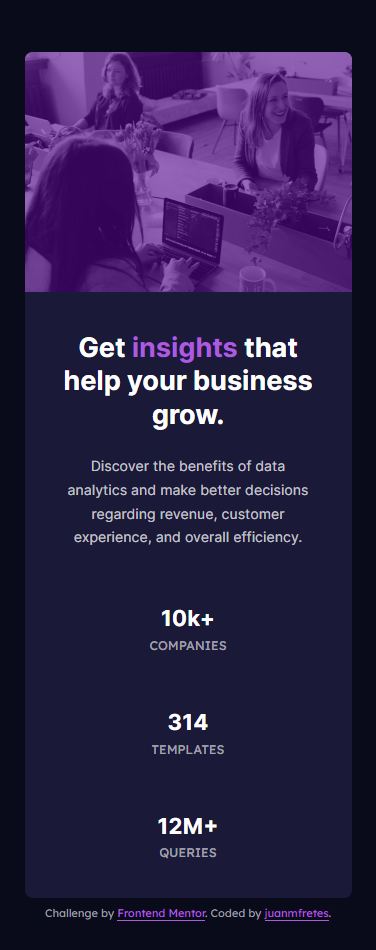 Get insights that
help your business
grow.
Discover the benefits of data
analytics and make better decisions
regarding revenue, customer
experience, and overall efficiency.
10k+
COMPANIES
314
TEMPLATES
12M+
QUERIES
Challenge by Frontend Mentor. Coded by juanmfretes.